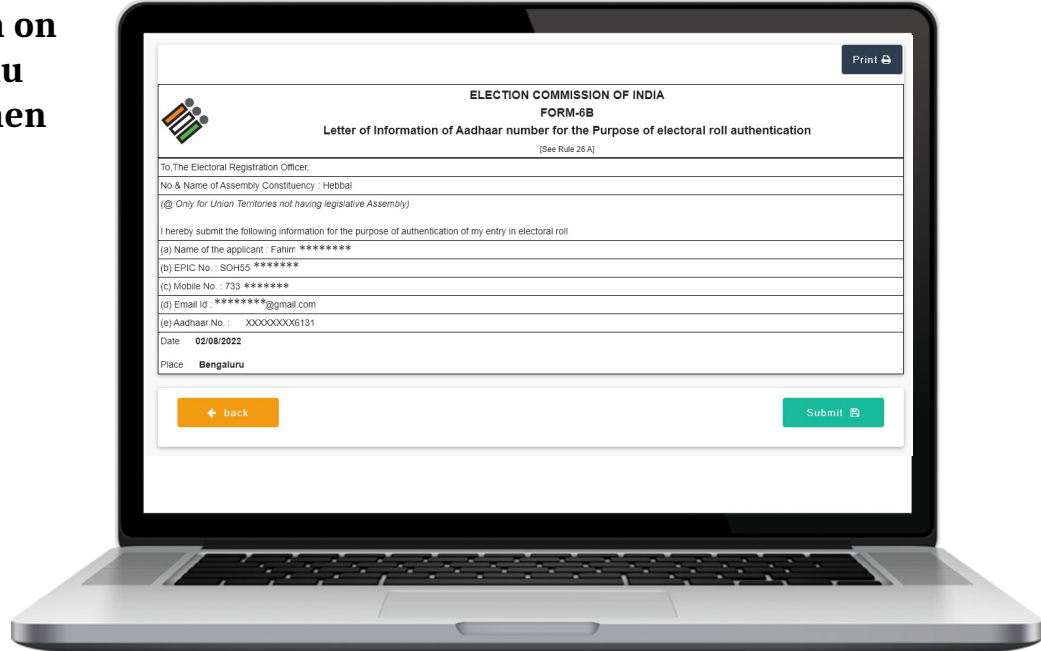 on
Print
ELECTION COMMISSION OF INDIA
FORM-6B
Letter of Information of Aadhaar number for the Purpose of electoral roll authentication
[See Rule 26 A]
To,The Electoral Registration Officer,
No & Name of Assembly Constituency : Hebbal
(@ Only for Union Territories not having legislative Assembly)
I hereby submit the following information for the purpose of authentication of my entry in electoral roll
(a) Name of the applicant : Fahim ********
(b) EPIC No. : SOH55 *******
(c) Mobile No. : 733 *******
(d) Email Id : ********@gmail.com
(e) Aadhaar No. : XXXXXXXX6131
Date 02/08/2022
Place Bengaluru
back
Submit